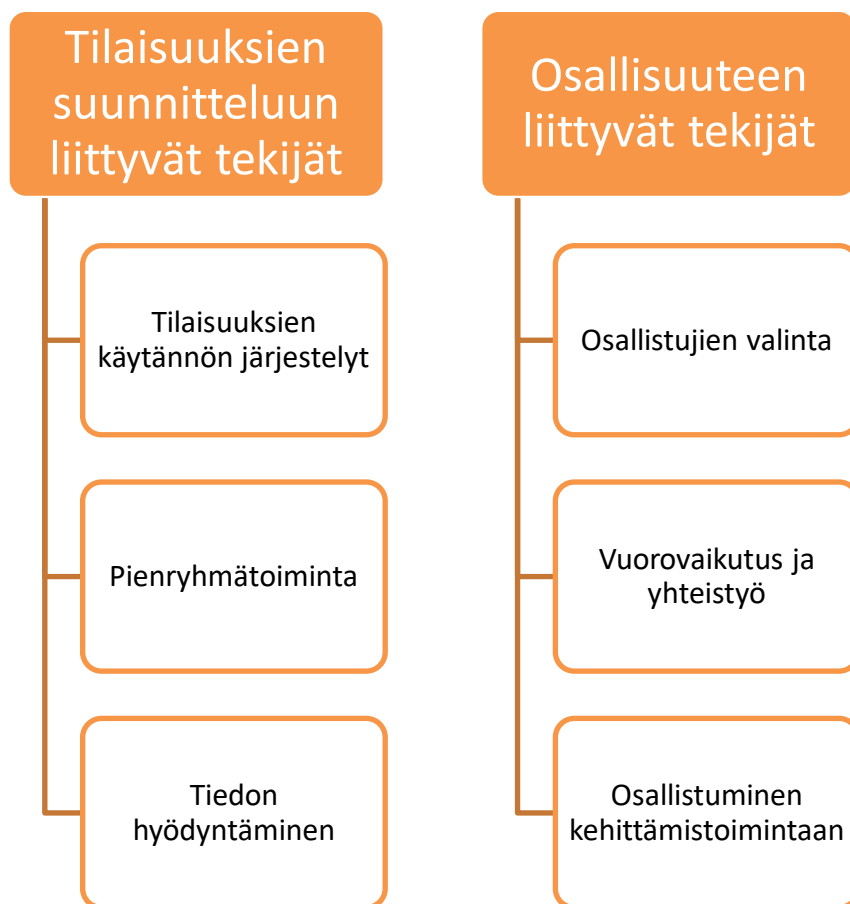 Tilaisuuksien
suunnitteluun
liittyvät tekijät
Tilaisuuksien
käytännön järjestelyt
Pienryhmätoiminta
Tiedon
hyödyntäminen
Osallisuuteen
liittyvät tekijät
Osallistujien valinta
Vuorovaikutus ja
yhteistyö
Osallistuminen
kehittämistoimintaan